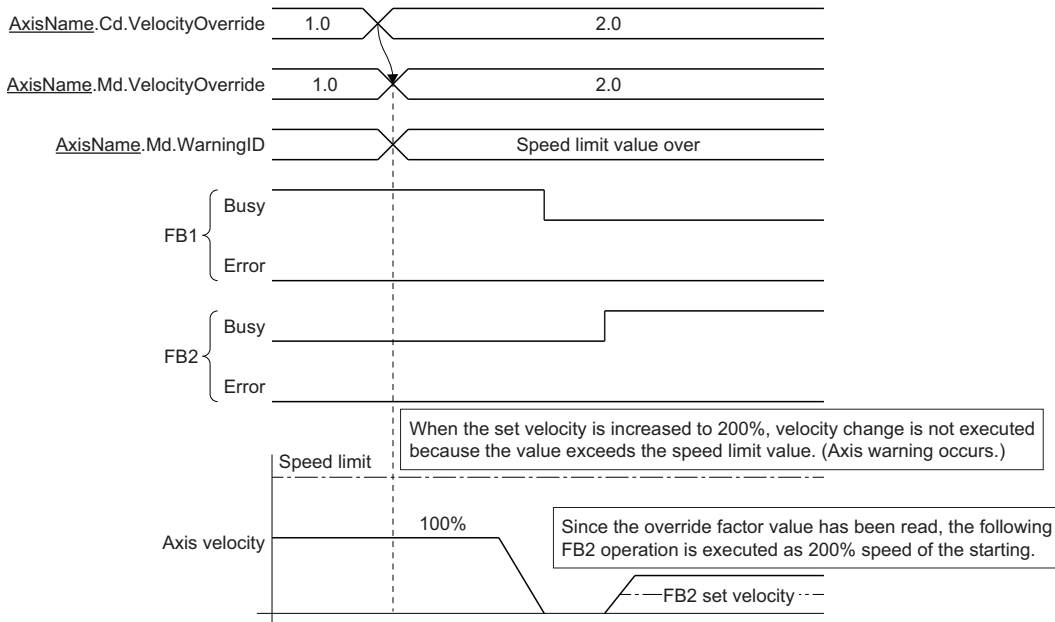 AxisName.Cd.VelocityOverride 1.0 2.0
AxisName.Md.VelocityOverride 1.0 2.0
AxisName.Md.WarningID Speed limit value over
Busy
FB1
Error
Busy
FB2
Error
When the set velocity is increased to 200%, velocity change is not executed
because the value exceeds the speed limit value. (Axis warning occurs.)
Speed limit
100%
Axis velocity
Since the override factor value has been read, the following
FB2 operation is executed as 200% speed of the starting.
FB2 set velocity